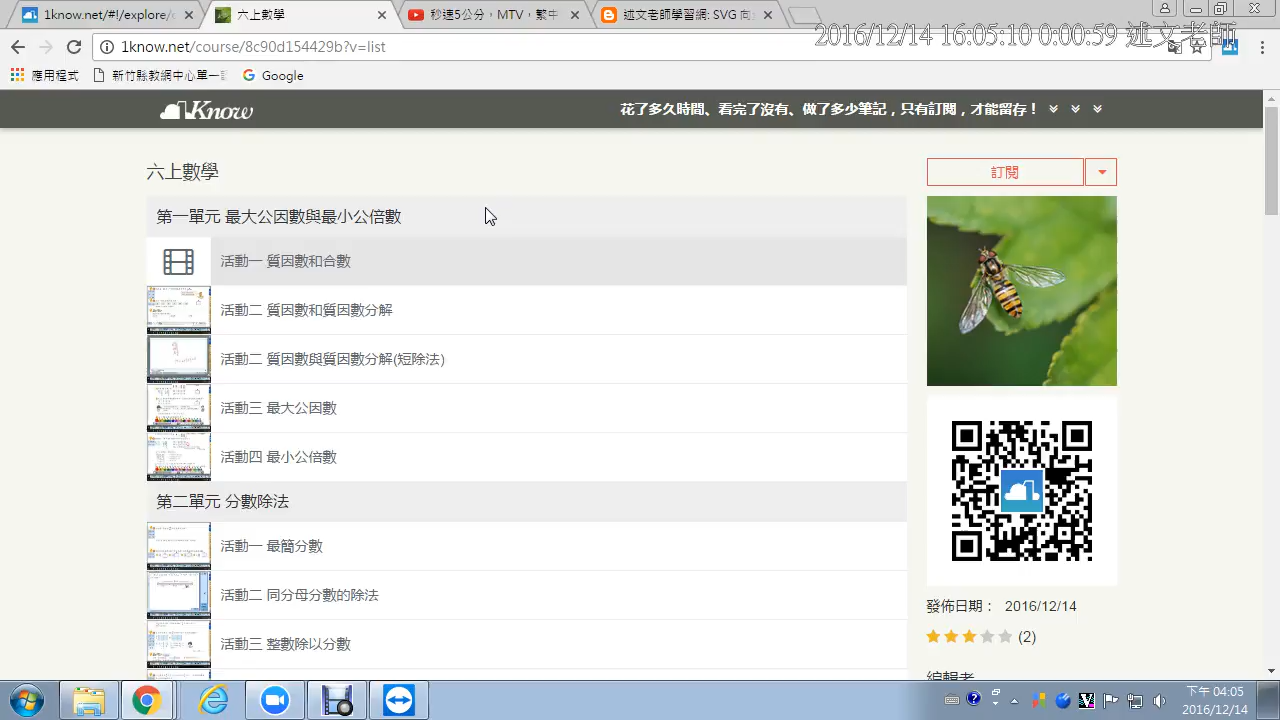 1know.net/#/explore/c
六上數學
秒速5公分，MTV，繁中
述文老師學習網: QQ 向
2016/12/14 16:05:10 0:00:59 述文老師
1know.net/course/8c90d154429b?v=list
應用程式
新竹縣教網中心單一
Google
1Know
花了多久時間、看完了沒有、做了多少筆記，只有訂閱，才能留存！
六上數學
訂閱
第一單元 最大公因數與最小公倍數
活動一 質因數和合數
活動二 質因數和質因數分解
活動二 質因數與質因數分解(短除法)
活動三 最大公因數
活動四 最小公倍數
第二單元 分數除法
活動一 最簡分數
活動二 同分母分數的除法
活動三 整數除以分數
發佈日期： 2016/12/14
(2)
編輯者
下午 04:05
2016/12/14